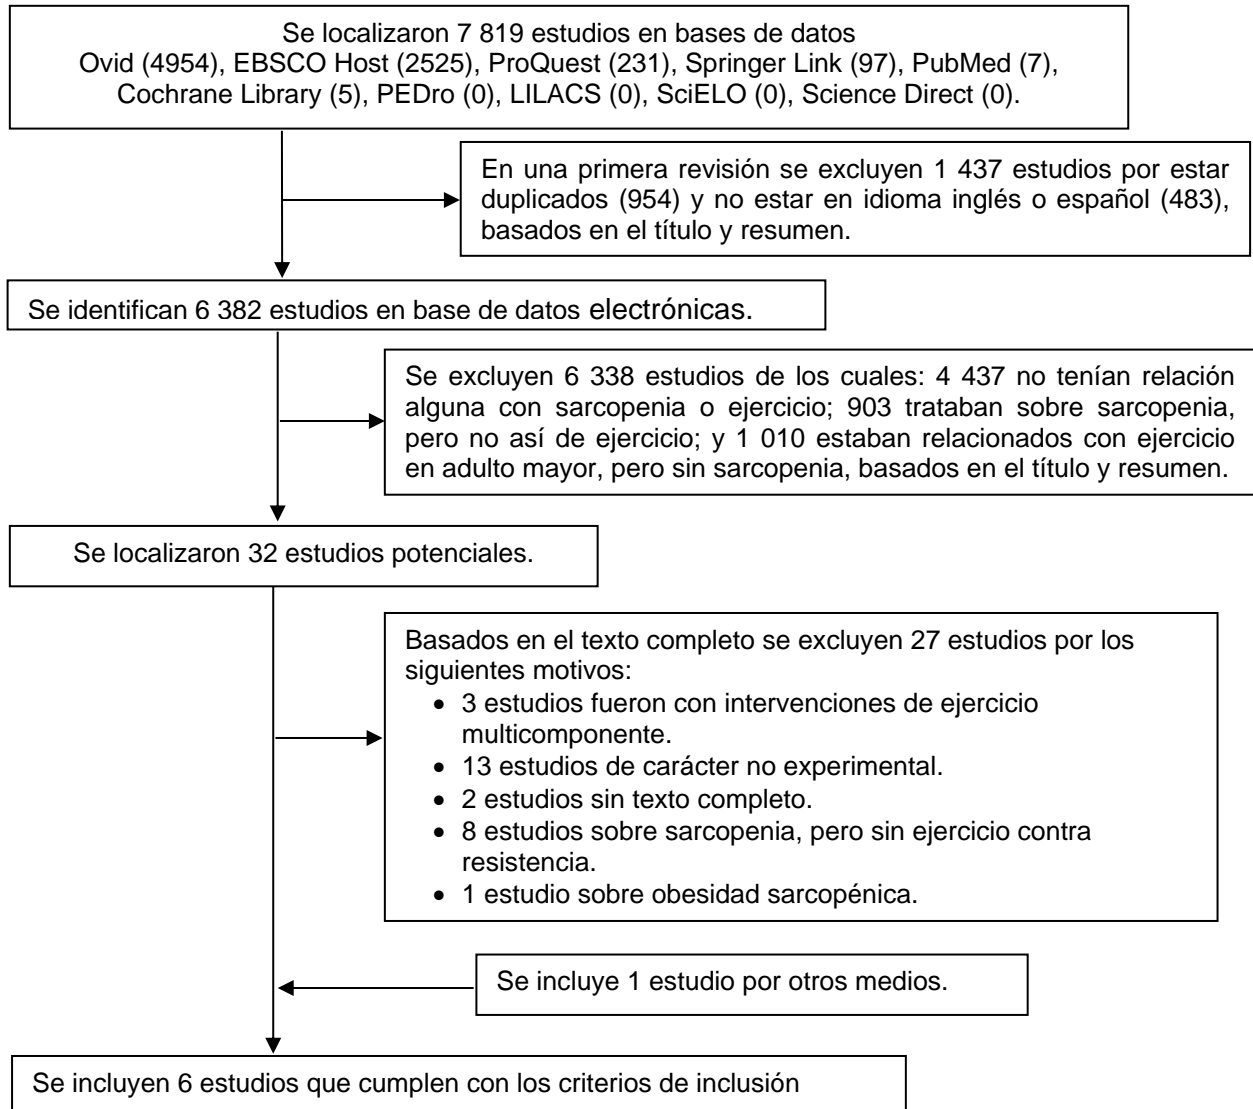 Se localizaron 7 819 estudios en bases de datos
Ovid (4954), EBSCO Host (2525), ProQuest (231), Springer Link (97), PubMed (7),
Cochrane Library (5), PEDro (0), LILACS (0), SciELO (0), Science Direct (0).
En una primera revisión se excluyen 1 437 estudios por estar
duplicados (954) y no estar en idioma inglés o español (483),
basados en el título y resumen.
Se identifican 6 382 estudios en base de datos electrónicas.
Se excluyen 6 338 estudios de los cuales: 4 437 no tenían relación
alguna con sarcopenia o ejercicio; 903 trataban sobre sarcopenia,
pero no así de ejercicio; y 1 010 estaban relacionados con ejercicio
en adulto mayor, pero sin sarcopenia, basados en el título y resumen.
Se localizaron 32 estudios potenciales.
Basados en el texto completo se excluyen 27 estudios por los
siguientes motivos:
• 3 estudios fueron con intervenciones de ejercicio
multicomponente.
• 13 estudios de carácter no experimental.
• 2 estudios sin texto completo.
• 8 estudios sobre sarcopenia, pero sin ejercicio contra
resistencia.
• 1 estudio sobre obesidad sarcopénica.
Se incluye 1 estudio por otros medios.
Se incluyen 6 estudios que cumplen con los criterios de inclusión